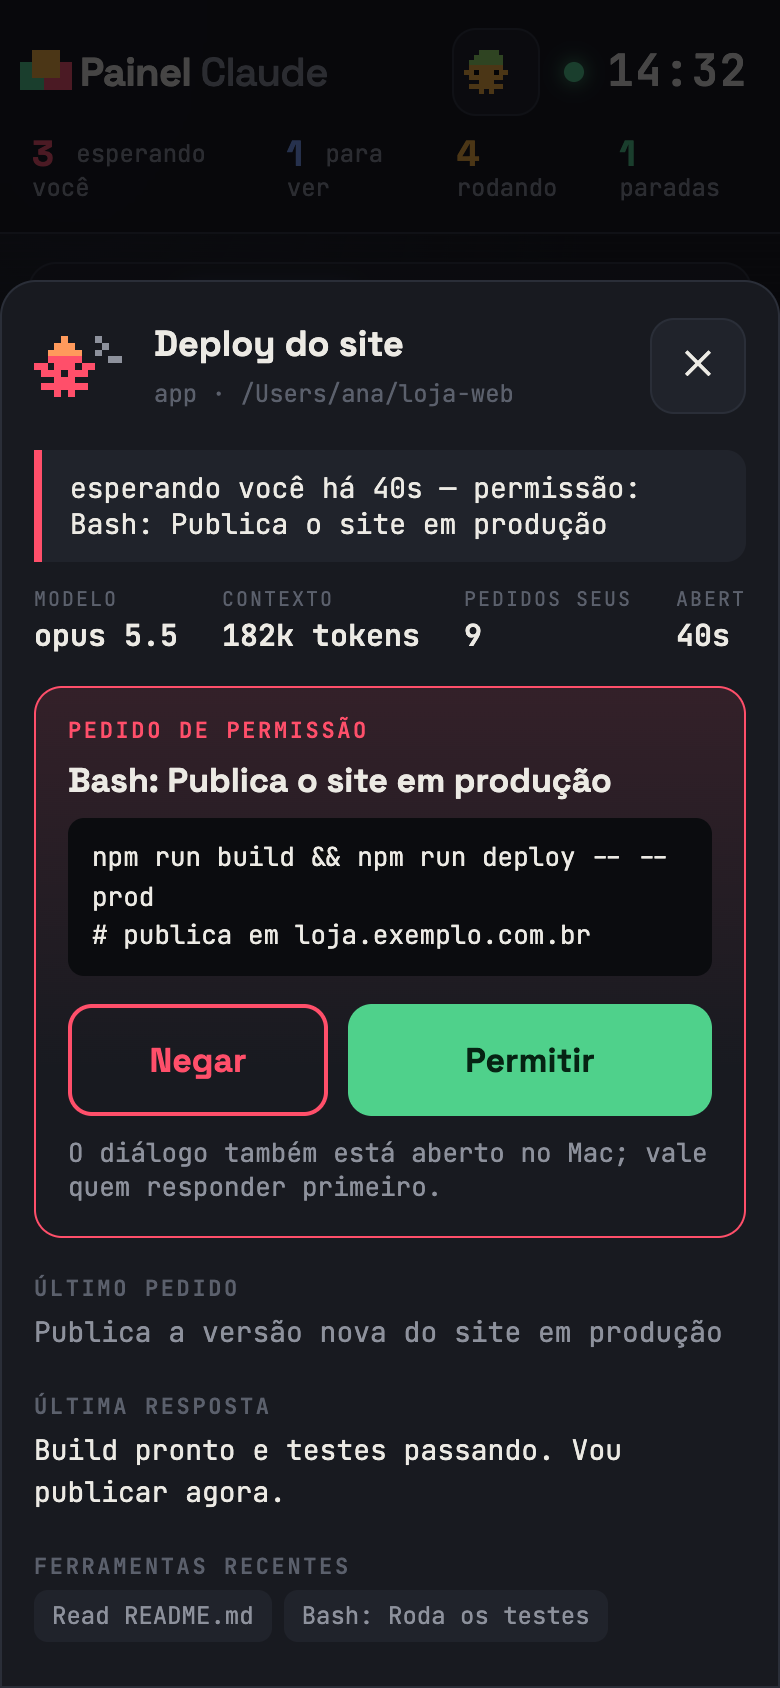 Painel Claude
14:32
3 esperando você
1 para ver
4 rodando
1 paradas
Deploy do site
app · /Users/ana/loja-web
esperando você há 40s — permissão:
Bash: Publica o site em produção
MODELO
opus 5.5
CONTEXTO
182k tokens
PEDIDOS SEUS
9
ABERT
40s
PEDIDO DE PERMISSÃO
Bash: Publica o site em produção
npm run build && npm run deploy -- --
prod
# publica em loja.exemplo.com.br
Negar
Permitir
O diálogo também está aberto no Mac; vale
quem responder primeiro.
ÚLTIMO PEDIDO
Publica a versão nova do site em produção
ÚLTIMA RESPOSTA
Build pronto e testes passando. Vou
publicar agora.
FERRAMENTAS RECENTES
Read README.md
Bash: Roda os testes